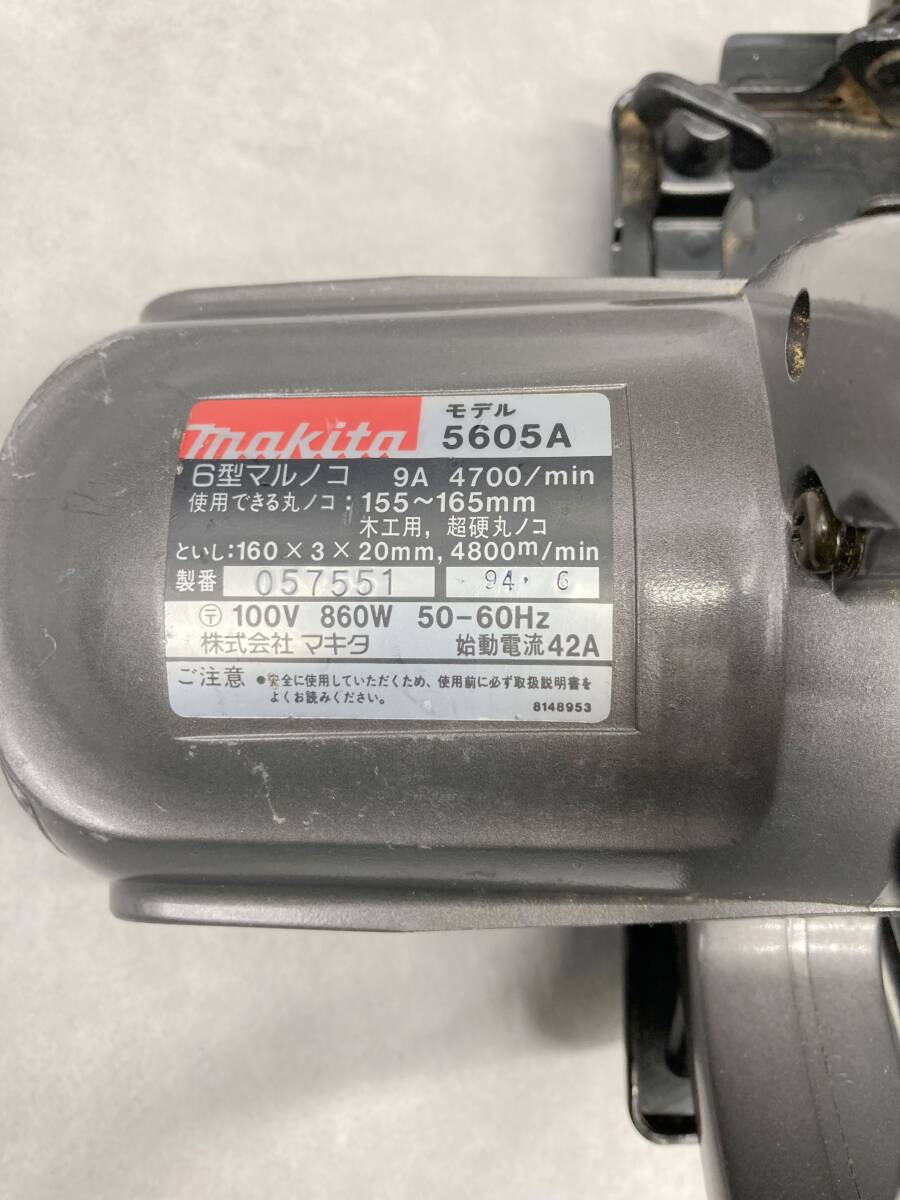 makita
モデル
5605A
6型マルノコ 9A 4700/min
使用できる丸ノコ:155~165mm
木工用, 超硬丸ノコ
といし:160×3×20mm, 4800m/min
製番 057551 94.6
〒 100V 860W 50-60Hz
株式会社 マキタ 始動電流42A
ご注意 ●安全に使用していただくため、使用前に必ず取扱説明書を
よくお読みください。
8148953